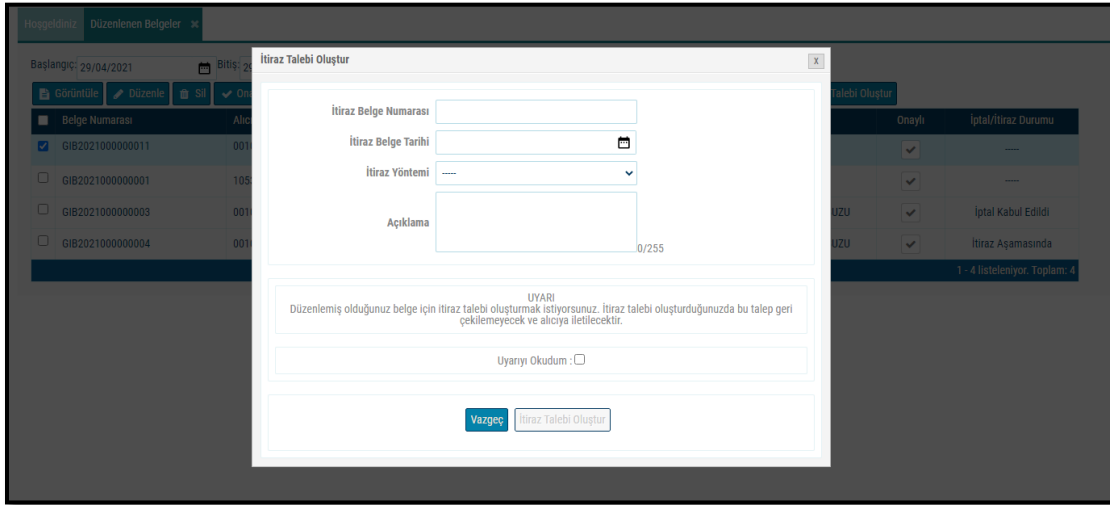 Hoşgeldiniz Düzenlenen Belgeler
Başlangıç: 29/04/2021 Bitiş:
Görüntüle Düzenle Sil Talebi Oluştur
Belge Numarası Onaylı İptal/İtiraz Durumu
GIB2021000000011 -----
GIB2021000000001 -----
GIB2021000000003 İptal Kabul Edildi
GIB2021000000004 İtiraz Aşamasında
1 - 4 listeleniyor. Toplam: 4
İtiraz Talebi Oluştur X
İtiraz Belge Numarası
İtiraz Belge Tarihi
İtiraz Yöntemi -----
Açıklama
0/255
UYARI
Düzenlemiş olduğunuz belge için itiraz talebi oluşturmak istiyorsunuz. İtiraz talebi oluşturduğunuzda bu talep geri
çekilemeyecek ve alıcıya iletilecektir.
Uyarıyı Okudum :
Vazgeç İtiraz Talebi Oluştur